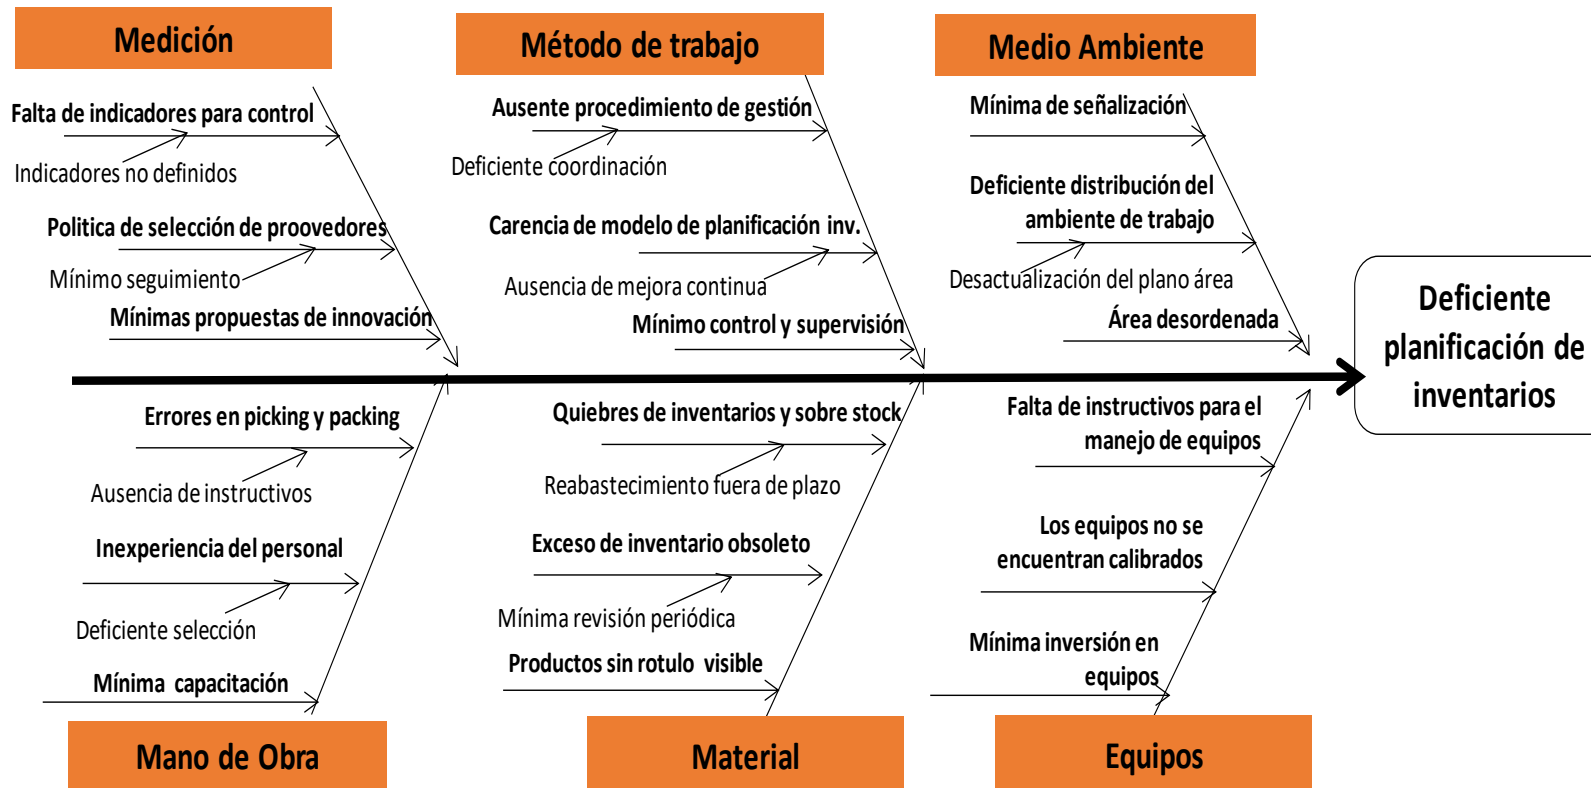 Medición
Falta de indicadores para control
Indicadores no definidos
Politica de selección de proovedores
Mínimo seguimiento
Mínimas propuestas de innovación
Método de trabajo
Ausente procedimiento de gestión
Deficiente coordinación
Carencia de modelo de planificación inv.
Ausencia de mejora continua
Mínimo control y supervisión
Medio Ambiente
Mínima de señalización
Deficiente distribución del
ambiente de trabajo
Desactualización del plano área
Área desordenada
Deficiente
planificación de
inventarios
Errores en picking y packing
Ausencia de instructivos
Inexperiencia del personal
Deficiente selección
Mínima capacitación
Mano de Obra
Quiebres de inventarios y sobre stock
Reabastecimiento fuera de plazo
Exceso de inventario obsoleto
Mínima revisión periódica
Productos sin rotulo visible
Material
Falta de instructivos para el
manejo de equipos
Los equipos no se
encuentran calibrados
Mínima inversión en
equipos
Equipos